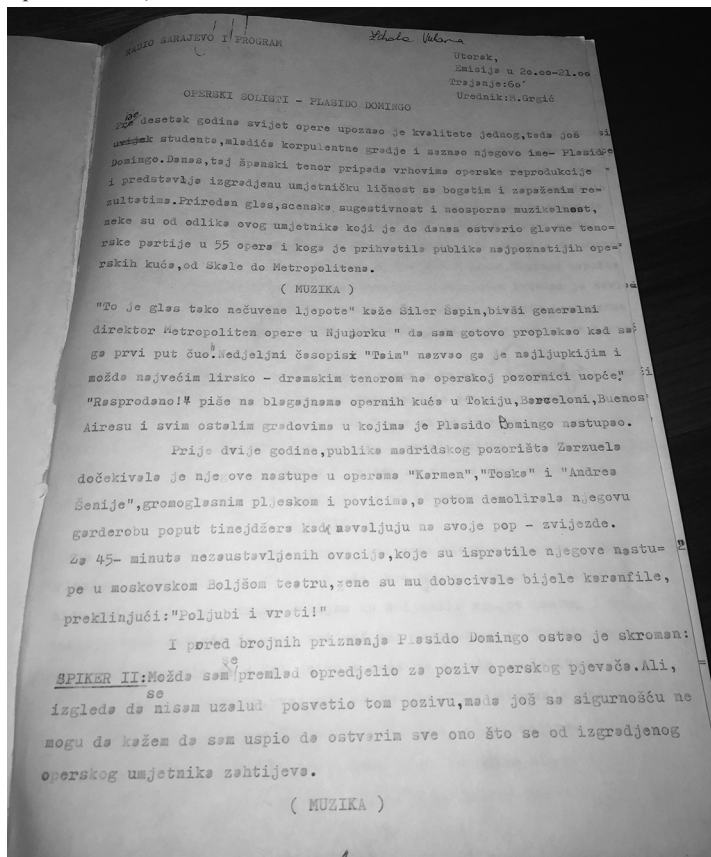 RADIO SARAJEVO I PROGRAM
Utorak,
Emisija u 20.00-21.00
Trajanje:60'
Urednik:M.Grgić
OPERSKI SOLISTI - PLASIDO DOMINGO
desetak godina svijet opere upoznao je kvalitete jednog,tada još
studenta,mladića korpulentne gradje i saznao njegovo ime- Plasido
Domingo.Danas,taj španski tenor pripada vrhovima operske reprodukcije
i predstavlja izgradjenu umjetničku ličnost sa bogatim i zapaženim re=
zultatima.Prirodan glas,scenska sugestivnost i neosporna muzikalnost,
neke su od odlika ovog umjetnika koji je do danas ostvario glavne teno=
rske partije u 55 opera i koga je prihvatila publika najpoznatijih ope=
rskih kuća,od Skale do Metropolitena.
( MUZIKA )
"To je glas tako nečuvene ljepote" kaže Šiler Šapin,bivši generalni
direktor Metropoliten opere u Njujorku " da sam gotovo proplakao kad sam
ga prvi put čuo".Nedjeljni časopis "Tajm" nazvao ga je najljupkijim i
možda najvećim lirsko - dramskim tenorom na operskoj pozornici uopće."
"Rasprodano!" piše na blagajnama opernih kuća u Tokiju,Barceloni,Buenos
Airesu i svim ostalim gradovima u kojima je Plasido Domingo nastupao.
Prije dvije godine,publika madridskog pozorišta Zarzuela
dočekivala je njegove nastupe u operama "Karmen","Toska" i "Andrea
Šenije",gromoglasnim pljeskom i povicima,a potom demolirala njegovu
garderobu poput tinejdžera kad navaljuju na svoje pop - zvijezde.
Za 45- minuta nezaustavljenih ovacija,koje su ispratile njegove nastu=
pe u moskovskom Boljšom teatru,žene su mu dobacivale bijele karanfile,
preklinjući:"Poljubi i vrati!"
I pored brojnih priznanja Plasido Domingo ostao je skroman:
SPIKER II:Možda sam se premlad opredjelio za poziv operskog pjevača.Ali,
izgleda da se nisam uzalud posvetio tom pozivu,mada još sa sigurnošću ne
mogu da kažem da sam uspio da ostvarim sve ono što se od izgradjenog
operskog umjetnika zahtijeva.
( MUZIKA )